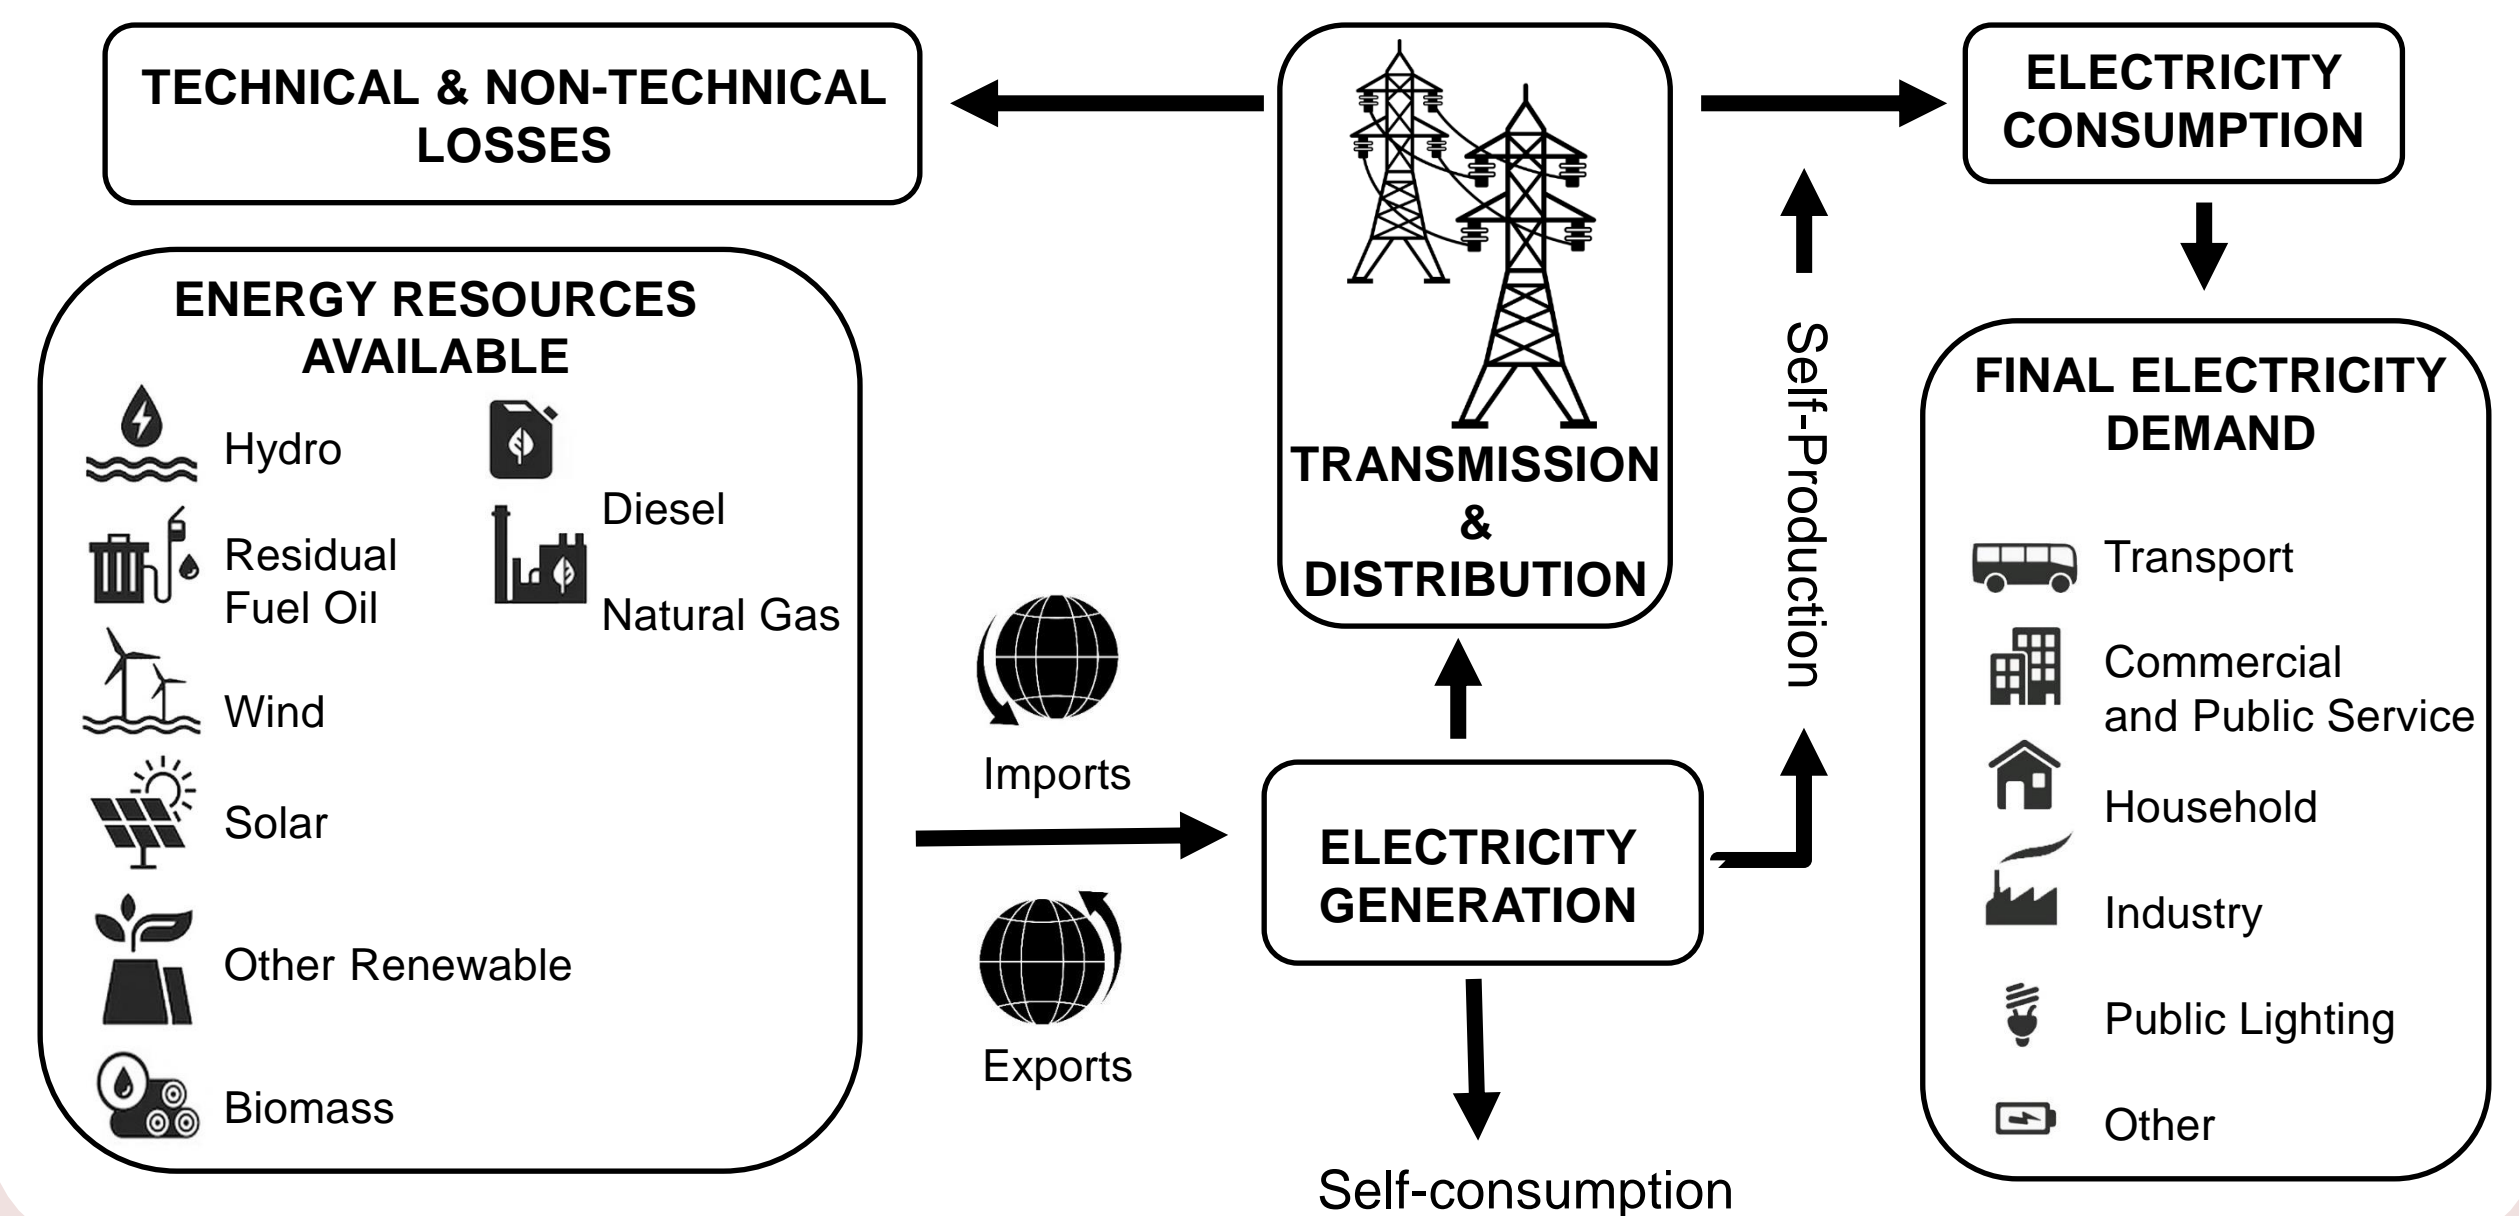 TECHNICAL & NON-TECHNICAL
LOSSES
ENERGY RESOURCES
AVAILABLE
Hydro
Diesel
Residual
Fuel Oil
Natural Gas
Wind
Solar
Other Renewable
Biomass
Imports
Exports
TRANSMISSION
&
DISTRIBUTION
ELECTRICITY
GENERATION
Self-consumption
Self-Production
ELECTRICITY
CONSUMPTION
FINAL ELECTRICITY
DEMAND
Transport
Commercial
and Public Service
Household
Industry
Public Lighting
Other